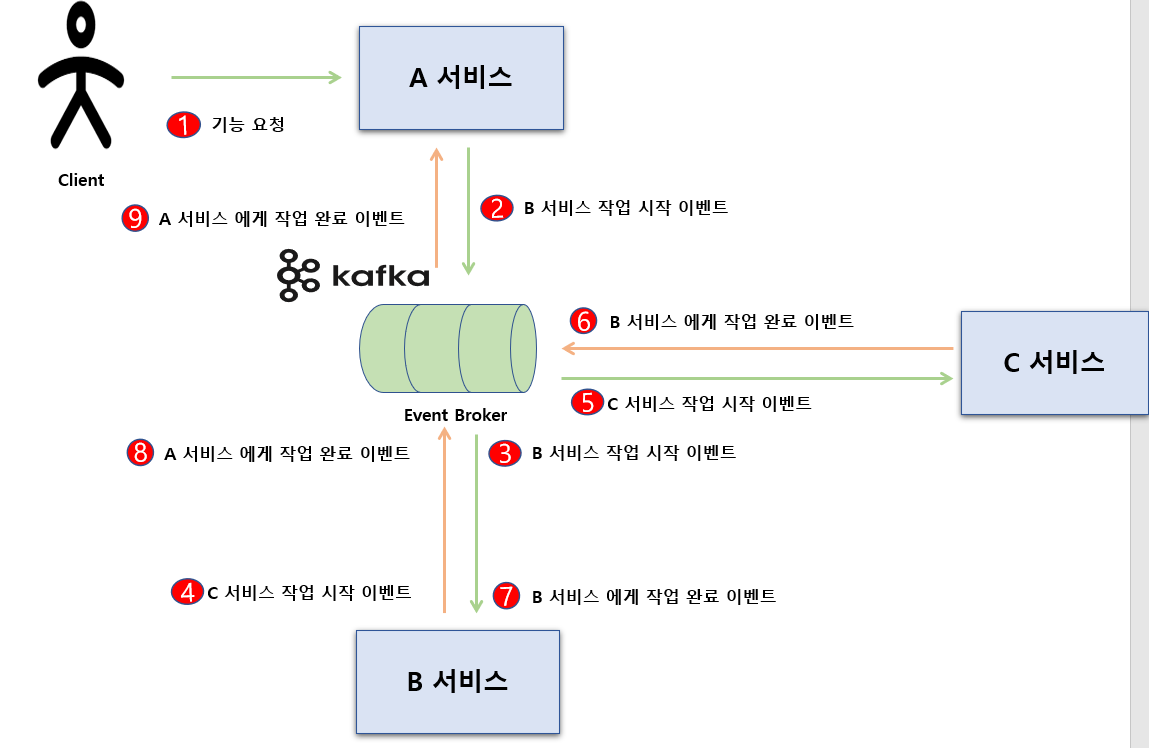 A 서비스
1 기능 요청
Client
2 B 서비스 작업 시작 이벤트
9 A 서비스 에게 작업 완료 이벤트
kafka
6 B 서비스 에게 작업 완료 이벤트
C 서비스
5 C 서비스 작업 시작 이벤트
Event Broker
8 A 서비스 에게 작업 완료 이벤트
3 B 서비스 작업 시작 이벤트
4 C 서비스 작업 시작 이벤트
7 B 서비스 에게 작업 완료 이벤트
B 서비스